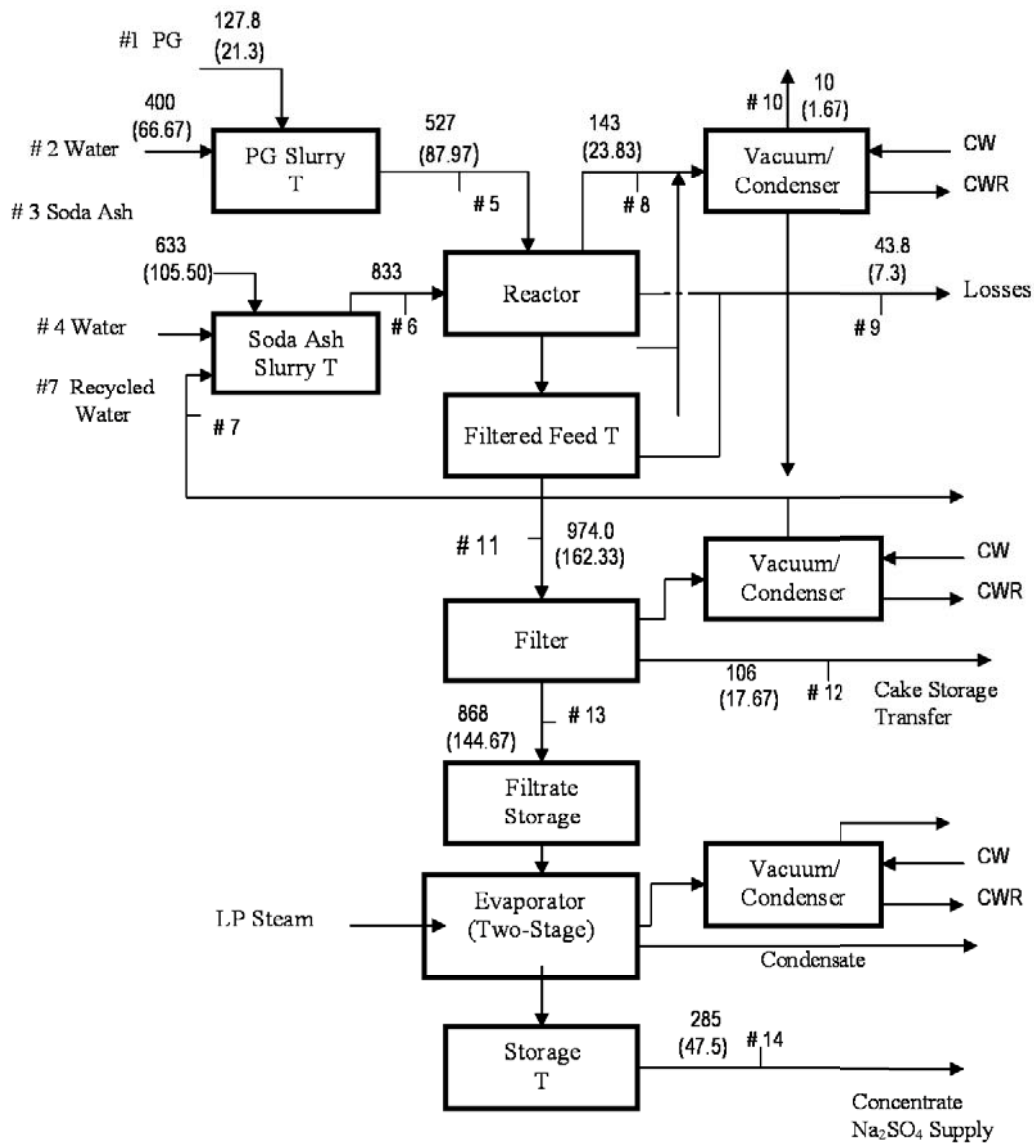 127.8
#1 PG
(21.3)
10
# 10
(1.67)
400
(66.67)
527
(87.97)
143
(23.83)
# 2 Water
PG Slurry
T
Vacuum/
Condenser
CW
CWR
# 5
# 8
# 3 Soda Ash
633
(105.50)
833
43.8
(7.3)
Reactor
Losses
# 4 Water
# 6
# 9
Soda Ash
Slurry T
#7 Recycled
Water
# 7
Filtered Feed T
# 11
974.0
(162.33)
Vacuum/
Condenser
CW
CWR
Filter
106
(17.67)
# 12
Cake Storage
Transfer
868
(144.67)
# 13
Filtrate
Storage
Vacuum/
Condenser
CW
CWR
LP Steam
Evaporator
(Two-Stage)
Condensate
285
(47.5)
# 14
Storage
T
Concentrate
Na₂SO₄ Supply